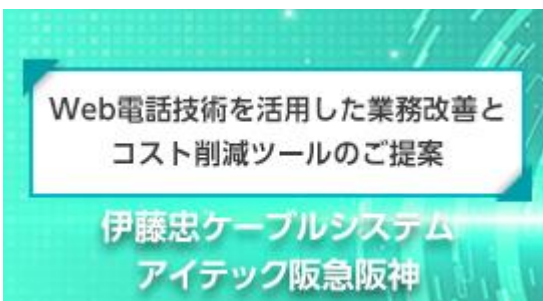 Web電話技術を活用した業務改善と
コスト削減ツールのご提案
伊藤忠ケーブルシステム
アイテック阪急阪神